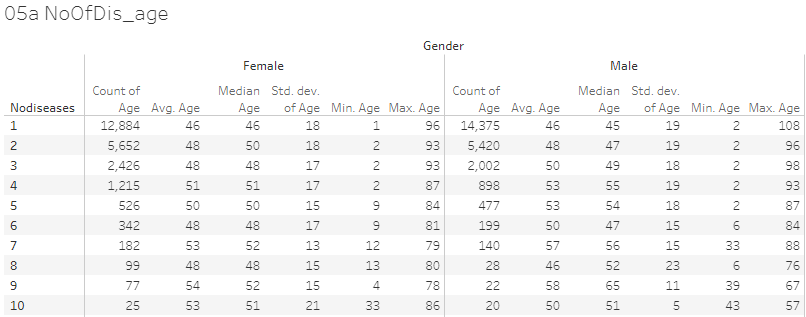 05a NoOfDis_age
Gender
Female Male
Count of Median Std. dev. Count of Median Std. dev.
Nodiseases Age Avg. Age Age of Age Min. Age Max. Age Age Avg. Age Age of Age Min. Age Max. Age
1 12,884 46 46 18 1 96 14,375 46 45 19 2 108
2 5,652 48 50 18 2 93 5,420 48 47 19 2 96
3 2,426 48 48 17 2 93 2,002 50 49 18 2 98
4 1,215 51 51 17 2 87 898 53 55 19 2 93
5 526 50 50 15 9 84 477 53 54 18 2 87
6 342 48 48 17 9 81 199 50 47 15 6 84
7 182 53 52 13 12 79 140 57 56 15 33 88
8 99 48 48 15 13 80 28 46 52 23 6 76
9 77 54 52 15 4 78 22 58 65 11 39 67
10 25 53 51 21 33 86 20 50 51 5 43 57